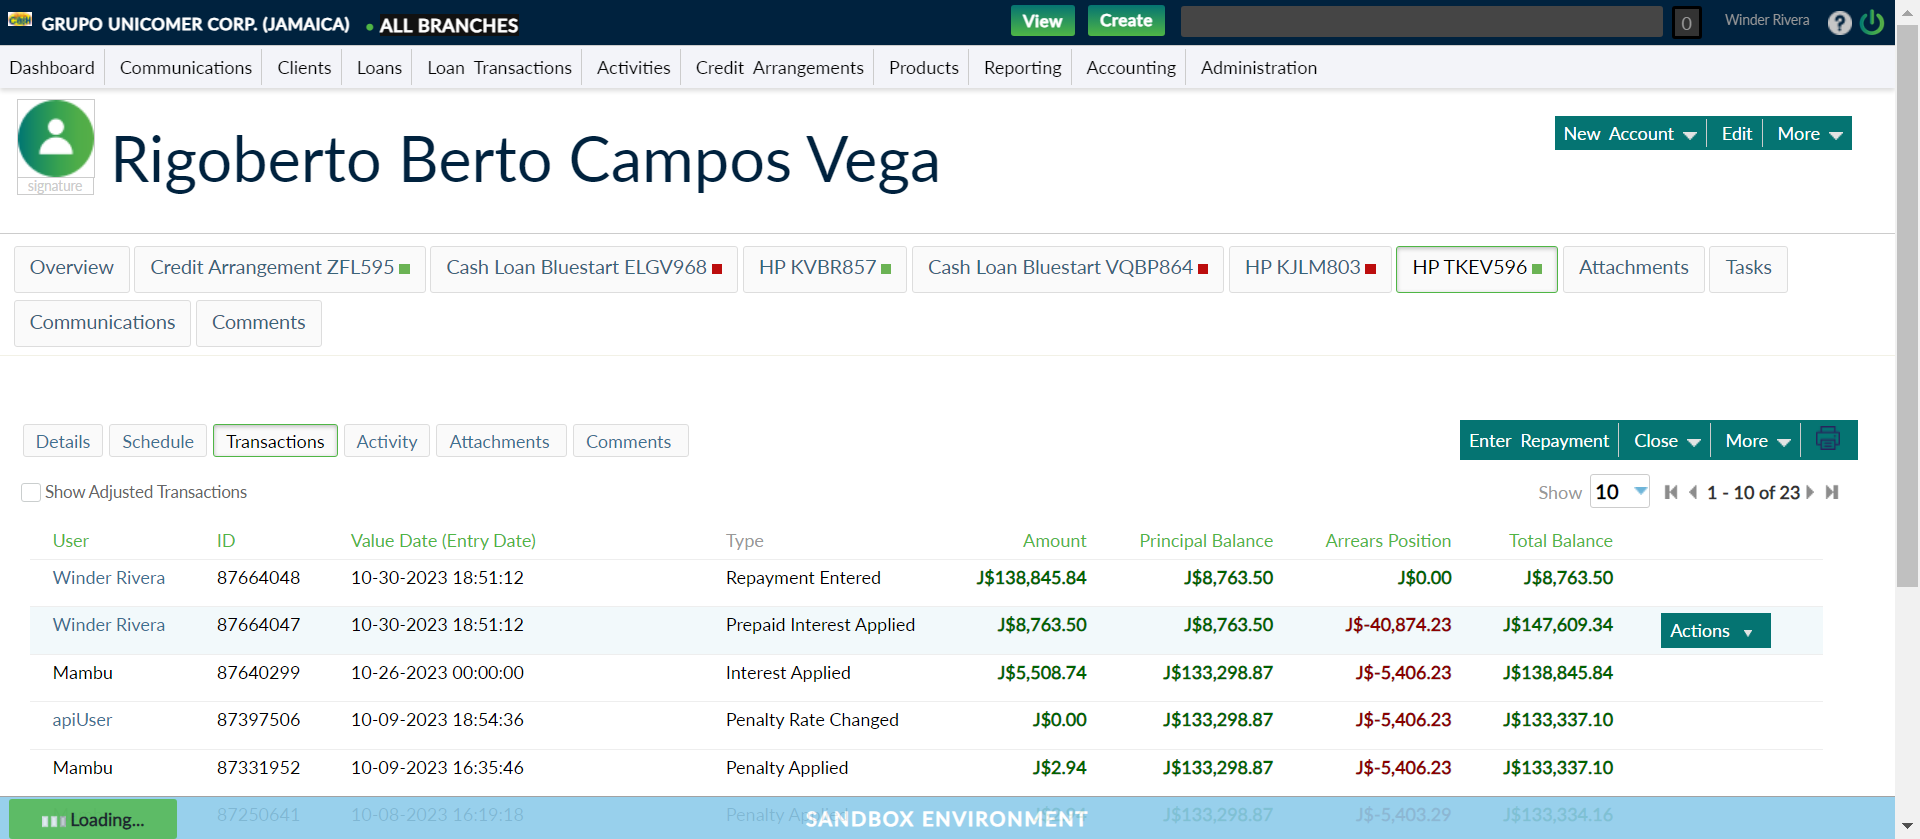 Cash GRUPO UNICOMER CORP. (JAMAICA) • ALL BRANCHES View Create 0 Winder Rivera ?
Dashboard Communications Clients Loans Loan Transactions Activities Credit Arrangements Products Reporting Accounting Administration
Rigoberto Berto Campos Vega
signature
New Account Edit More
Overview Credit Arrangement ZFL595 Cash Loan Bluestart ELGV968 HP KVBR857 Cash Loan Bluestart VQBP864 HP KJLM803 HP TKEV596 Attachments Tasks
Communications Comments
Details Schedule Transactions Activity Attachments Comments Enter Repayment Close More
Show Adjusted Transactions Show 10 1 - 10 of 23
User ID Value Date (Entry Date) Type Amount Principal Balance Arrears Position Total Balance
Winder Rivera 87664048 10-30-2023 18:51:12 Repayment Entered J$138,845.84 J$8,763.50 J$0.00 J$8,763.50
Winder Rivera 87664047 10-30-2023 18:51:12 Prepaid Interest Applied J$8,763.50 J$8,763.50 J$-40,874.23 J$147,609.34 Actions
Mambu 87640299 10-26-2023 00:00:00 Interest Applied J$5,508.74 J$133,298.87 J$-5,406.23 J$138,845.84
apiUser 87397506 10-09-2023 18:54:36 Penalty Rate Changed J$0.00 J$133,298.87 J$-5,406.23 J$133,337.10
Mambu 87331952 10-09-2023 16:35:46 Penalty Applied J$2.94 J$133,298.87 J$-5,406.23 J$133,337.10
Loading... 87250641 10-08-2023 16:19:18 Penalty Applied SANDBOX ENVIRONMENT J$133,298.87 J$-5,403.29 J$133,334.16